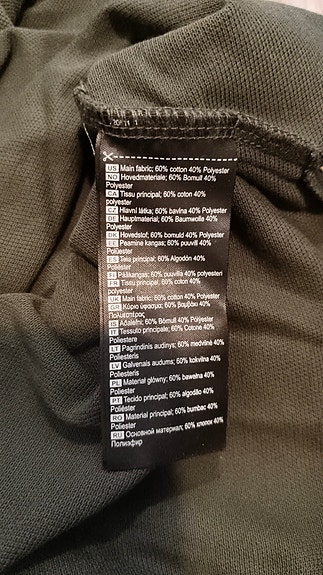 US Main fabric; 60% cotton 40% Polyester
NO Hovedmateriale; 60% Bomull 40%
Polyester
CA Tissu principal; 60% coton 40%
polyester
CZ Hlavní látka; 60% bavlna 40% Polyester
DE Hauptmaterial; 60% Baumwolle 40%
Polyester
DK Hovedstof; 60% bomuld 40% Polyester
EE Peamine kangas; 60% puuvill 40%
Polüester
ES Tela principal; 60% Algodón 40%
Poliéster
FI Pääkangas; 60% puuvilla 40% polyesteri
FR Tissu principal; 60% coton 40%
polyester
UK Main fabric; 60% cotton 40% Polyester
GR Κύριο ύφασμα; 60% βαμβάκι 40%
Πολυεστέρας
IS Aðalefni; 60% Bómull 40% Pólýester
IT Tessuto principale; 60% Cotone 40%
Poliestere
LT Pagrindinis audinys; 60% medvilnė 40%
Poliesteris
LV Galvenais audums; 60% kokvilna 40%
Poliesteris
PL Materiał główny; 60% bawełna 40%
Poliester
PT Tecido principal; 60% algodão 40%
Poliéster
RO Material principal; 60% bumbac 40%
Poliester
RU Основной материал; 60% хлопок 40%
Полиэфир